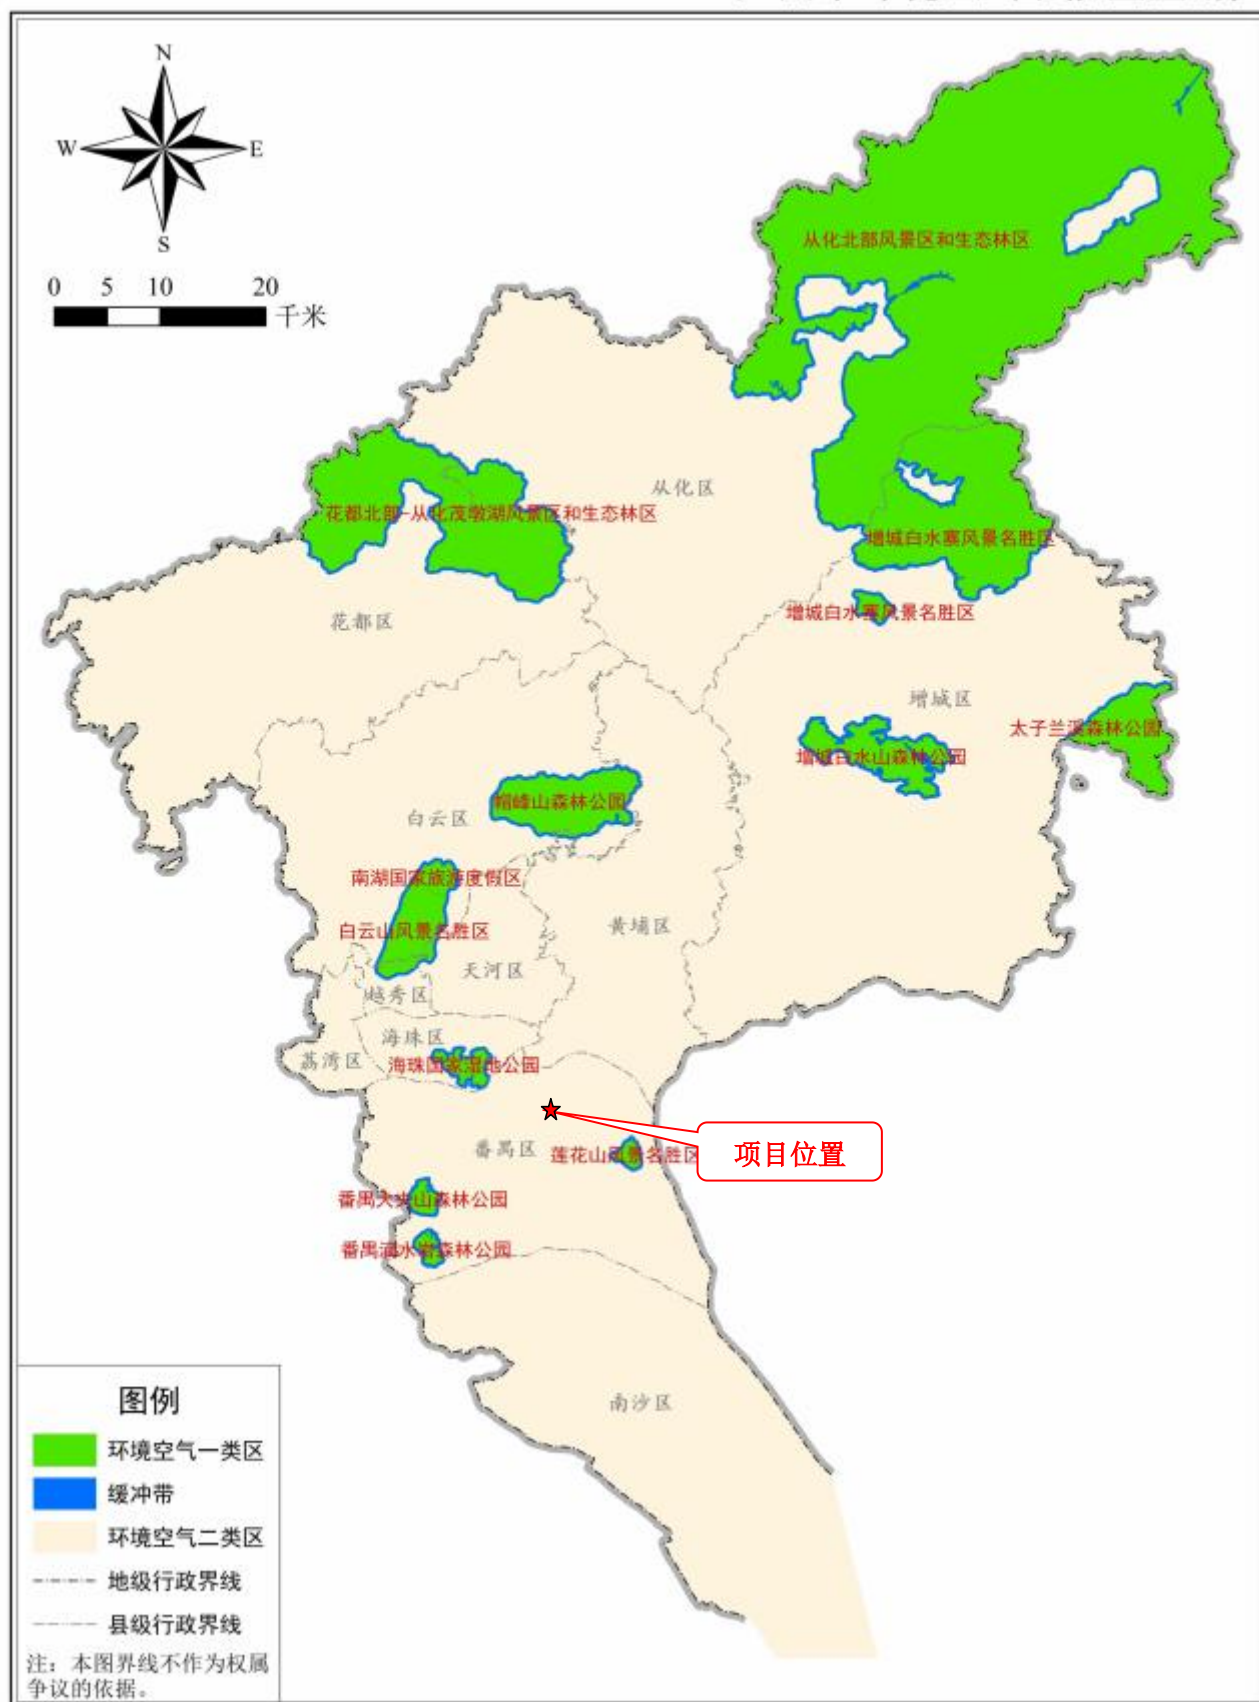 N
W
E
S
0 5 10 20
千米
从化北部风景区和生态林区
从化区
花都北部-从化茂墩湖风景区和生态林区
增城白水寨风景名胜区
增城白水寨风景名胜区
花都区
增城区
太子兰溪森林公园
增城白水山森林公园
帽峰山森林公园
白云区
南湖国家旅游度假区
黄埔区
白云山风景名胜区
天河区
越秀区
海珠区
荔湾区
海珠国家湿地公园
番禺区
莲花山风景名胜区
项目位置
番禺大夫山森林公园
番禺滴水岩森林公园
南沙区
图例
环境空气一类区
缓冲带
环境空气二类区
地级行政界线
县级行政界线
注：本图界线不作为权属
争议的依据。